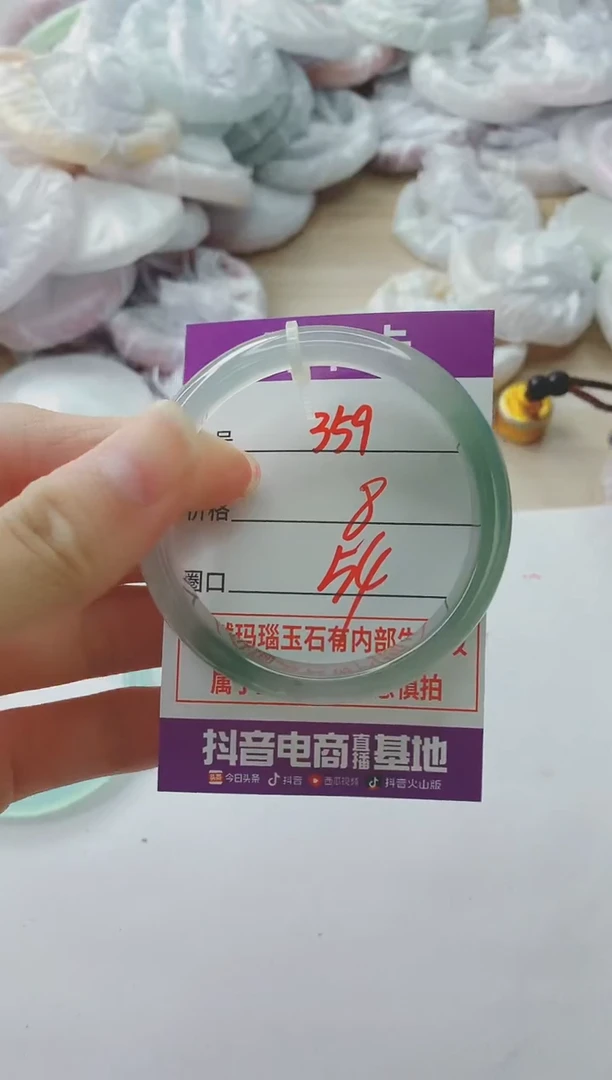 359
价格 8
圈口 54
玛瑙玉石有内部
属 慎拍
抖音电商直播基地
今日头条 抖音 西瓜视频 抖音火山版